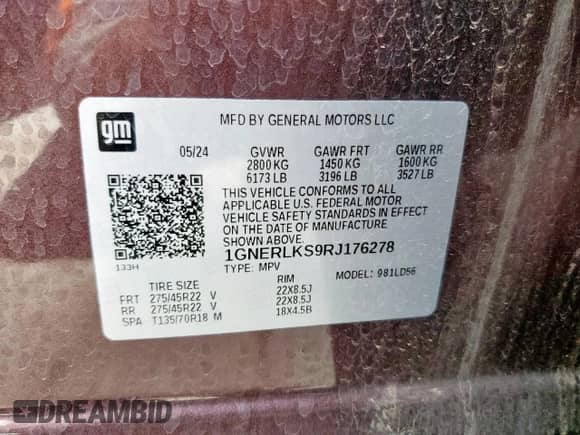 gm
MFD BY GENERAL MOTORS LLC
05/24 GVWR GAWR FRT GAWR RR
2800 KG 1450 KG 1600 KG
6173 LB 3196 LB 3527 LB
THIS VEHICLE CONFORMS TO ALL
APPLICABLE U.S. FEDERAL MOTOR
VEHICLE SAFETY STANDARDS IN EFFECT
ON THE DATE OF MANUFACTURE.
1GNERLKS9RJ176278
133H
TYPE: MPV MODEL: 981LD56
TIRE SIZE RIM
FRT 275/45R22 V 22X8.5J
RR 275/45R22 V 22X8.5J
SPA T135/70R18 M 18X4.5B
DREAMBID